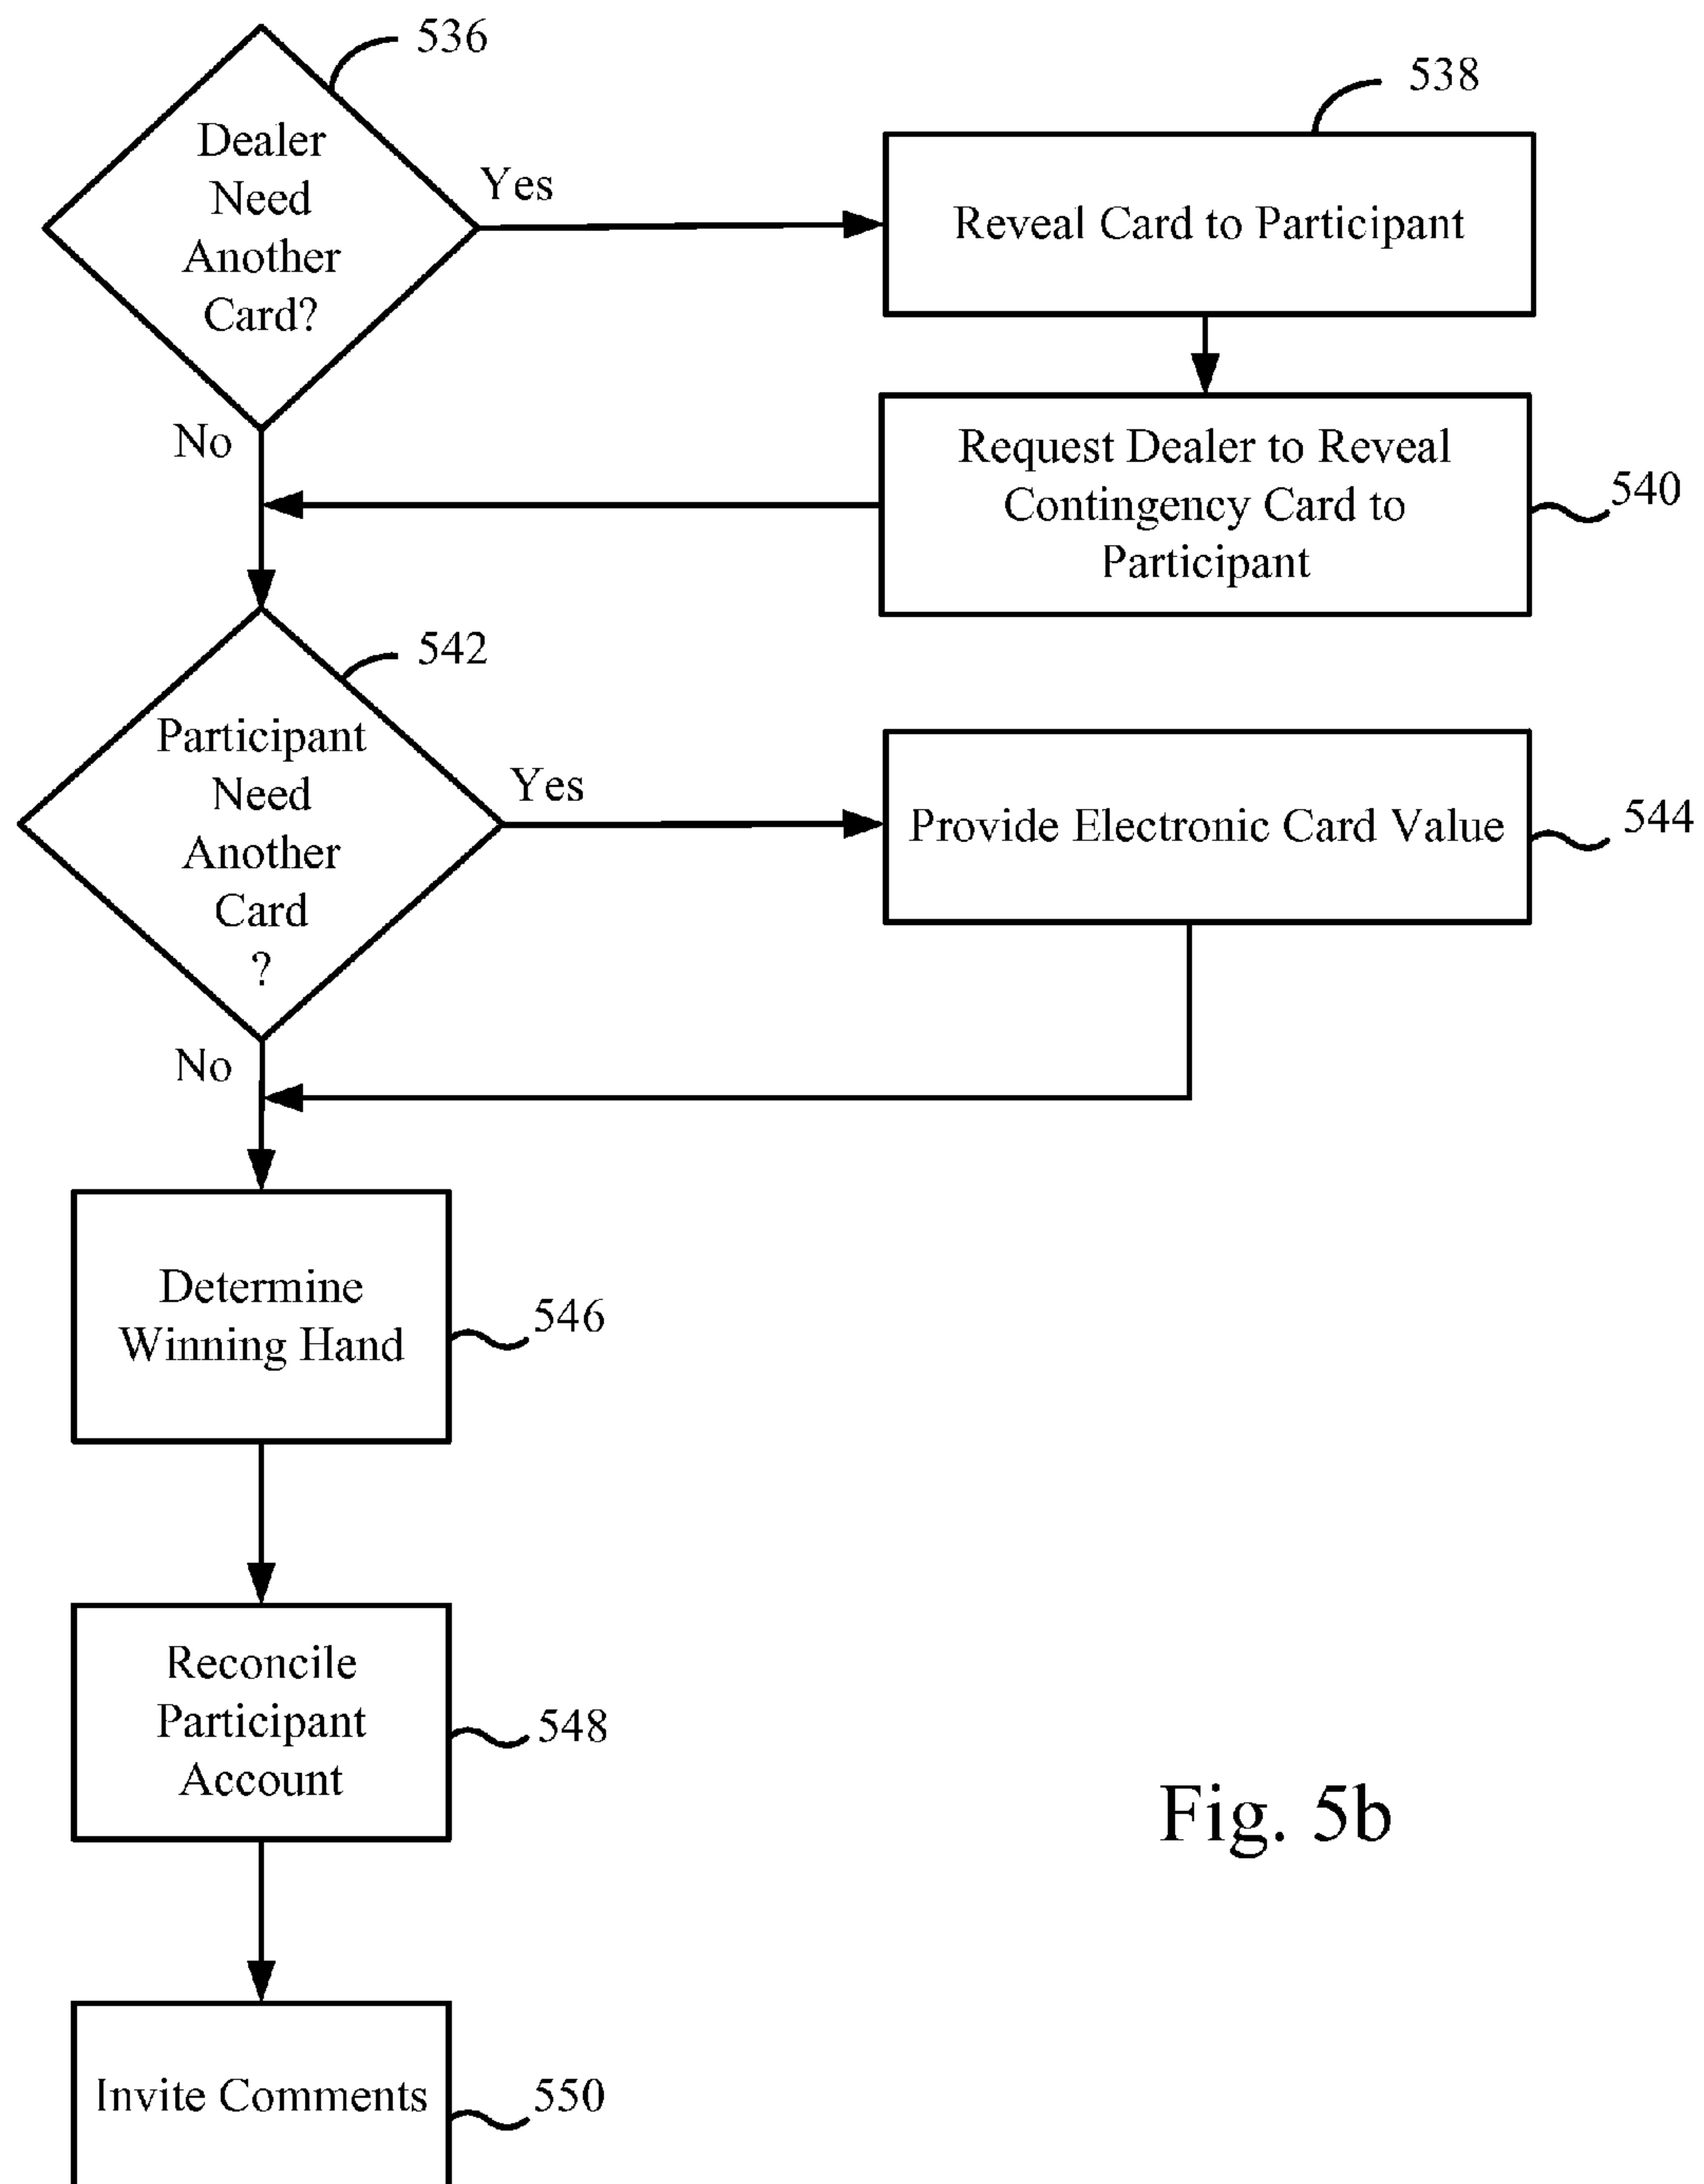 536
Dealer
Need
Another
Card?
Yes
538
Reveal Card to Participant
No
Request Dealer to Reveal
Contingency Card to
Participant
540
542
Participant
Need
Another
Card
?
Yes
Provide Electronic Card Value
544
No
Determine
Winning Hand
546
Reconcile
Participant
Account
548
Fig. 5b
Invite Comments
550